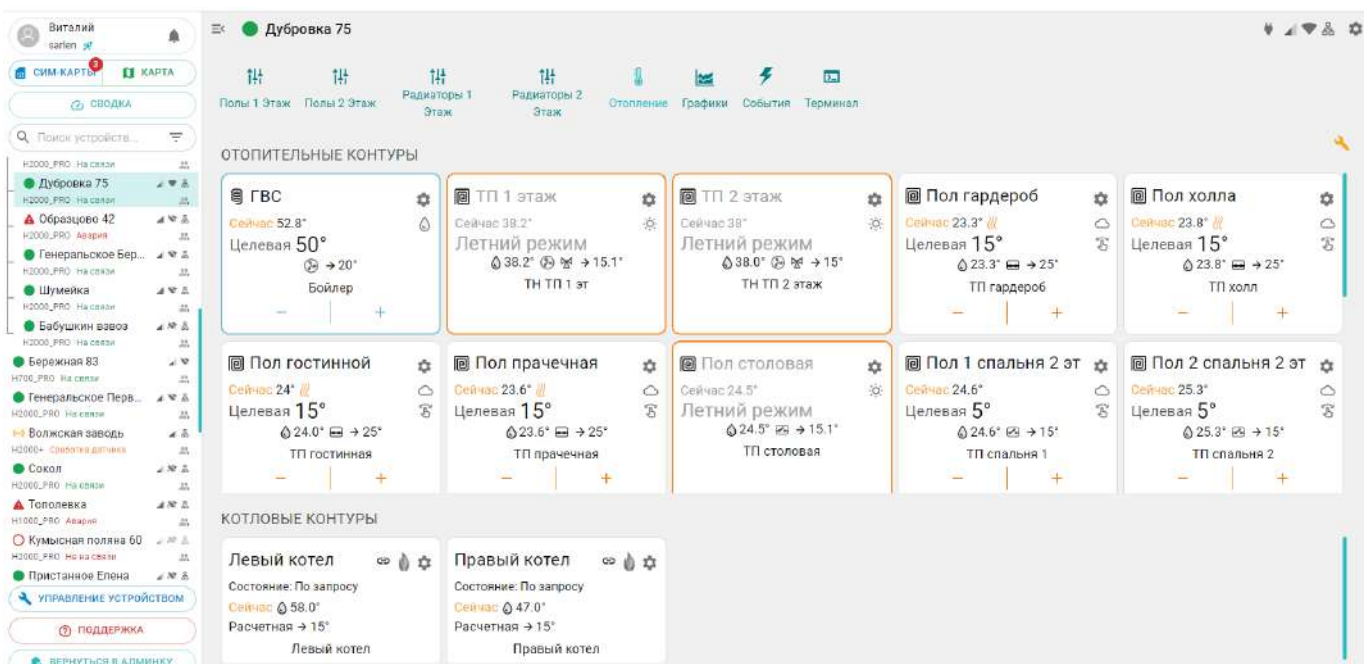 Виталий
sarlen
СИМ-КАРТЫ 3 КАРТА
СВОДКА
Поиск устройств...
H2000_PRO На связи
Дубровка 75
H2000_PRO На связи
Образцово 42
H2000_PRO Авария
Генеральское Бер...
H2000_PRO На связи
Шумейка
H2000_PRO На связи
Бабушкин взвоз
H2000_PRO На связи
Бережная 83
H700_PRO На связи
Генеральское Перв...
H2000_PRO На связи
Волжская заводь
H2000+ Сработка датчика
Сокол
H2000_PRO На связи
Тополевка
H1000_PRO Авария
Кумысная поляна 60
H2000_PRO Не на связи
Пристанное Елена
УПРАВЛЕНИЕ УСТРОЙСТВОМ
ПОДДЕРЖКА
ВЕРНУТЬСЯ В АДМИНКУ
Дубровка 75
Полы 1 Этаж
Полы 2 Этаж
Радиаторы 1
Этаж
Радиаторы 2
Этаж
Отопление
Графики
События
Терминал
ОТОПИТЕЛЬНЫЕ КОНТУРЫ
ГВС
Сейчас 52.8°
Целевая 50°
→ 20°
Бойлер
− +
ТП 1 этаж
Сейчас 38.2°
Летний режим
38.2° → 15.1°
ТН ТП 1 эт
ТП 2 этаж
Сейчас 38°
Летний режим
38.0° → 15°
ТН ТП 2 этаж
Пол гардероб
Сейчас 23.3°
Целевая 15°
23.3° → 25°
ТП гардероб
− +
Пол холла
Сейчас 23.8°
Целевая 15°
23.8° → 25°
ТП холл
− +
Пол гостинной
Сейчас 24°
Целевая 15°
24.0° → 25°
ТП гостинная
− +
Пол прачечная
Сейчас 23.6°
Целевая 15°
23.6° → 25°
ТП прачечная
− +
Пол столовая
Сейчас 24.5°
Летний режим
24.5° → 15.1°
ТП столовая
Пол 1 спальня 2 эт
Сейчас 24.6°
Целевая 5°
24.6° → 15°
ТП спальня 1
− +
Пол 2 спальня 2 эт
Сейчас 25.3°
Целевая 5°
25.3° → 15°
ТП спальня 2
− +
КОТЛОВЫЕ КОНТУРЫ
Левый котел
Состояние: По запросу
Сейчас 58.0°
Расчетная → 15°
Левый котел
Правый котел
Состояние: По запросу
Сейчас 47.0°
Расчетная → 15°
Правый котел